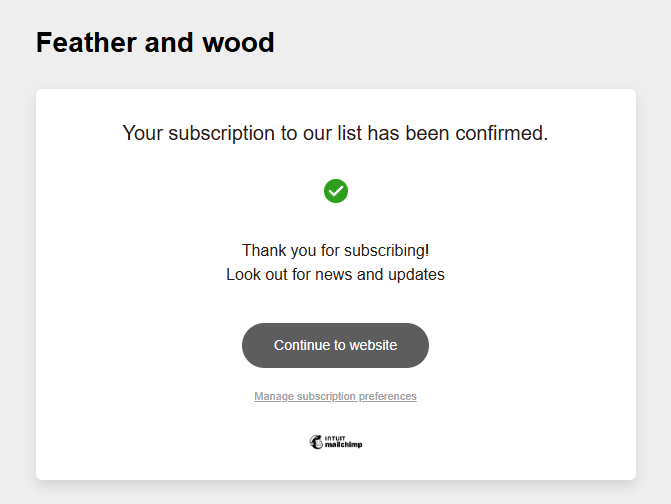 Feather and wood
Your subscription to our list has been confirmed.
Thank you for subscribing!
Look out for news and updates
Continue to website
Manage subscription preferences
INTUIT
mailchimp